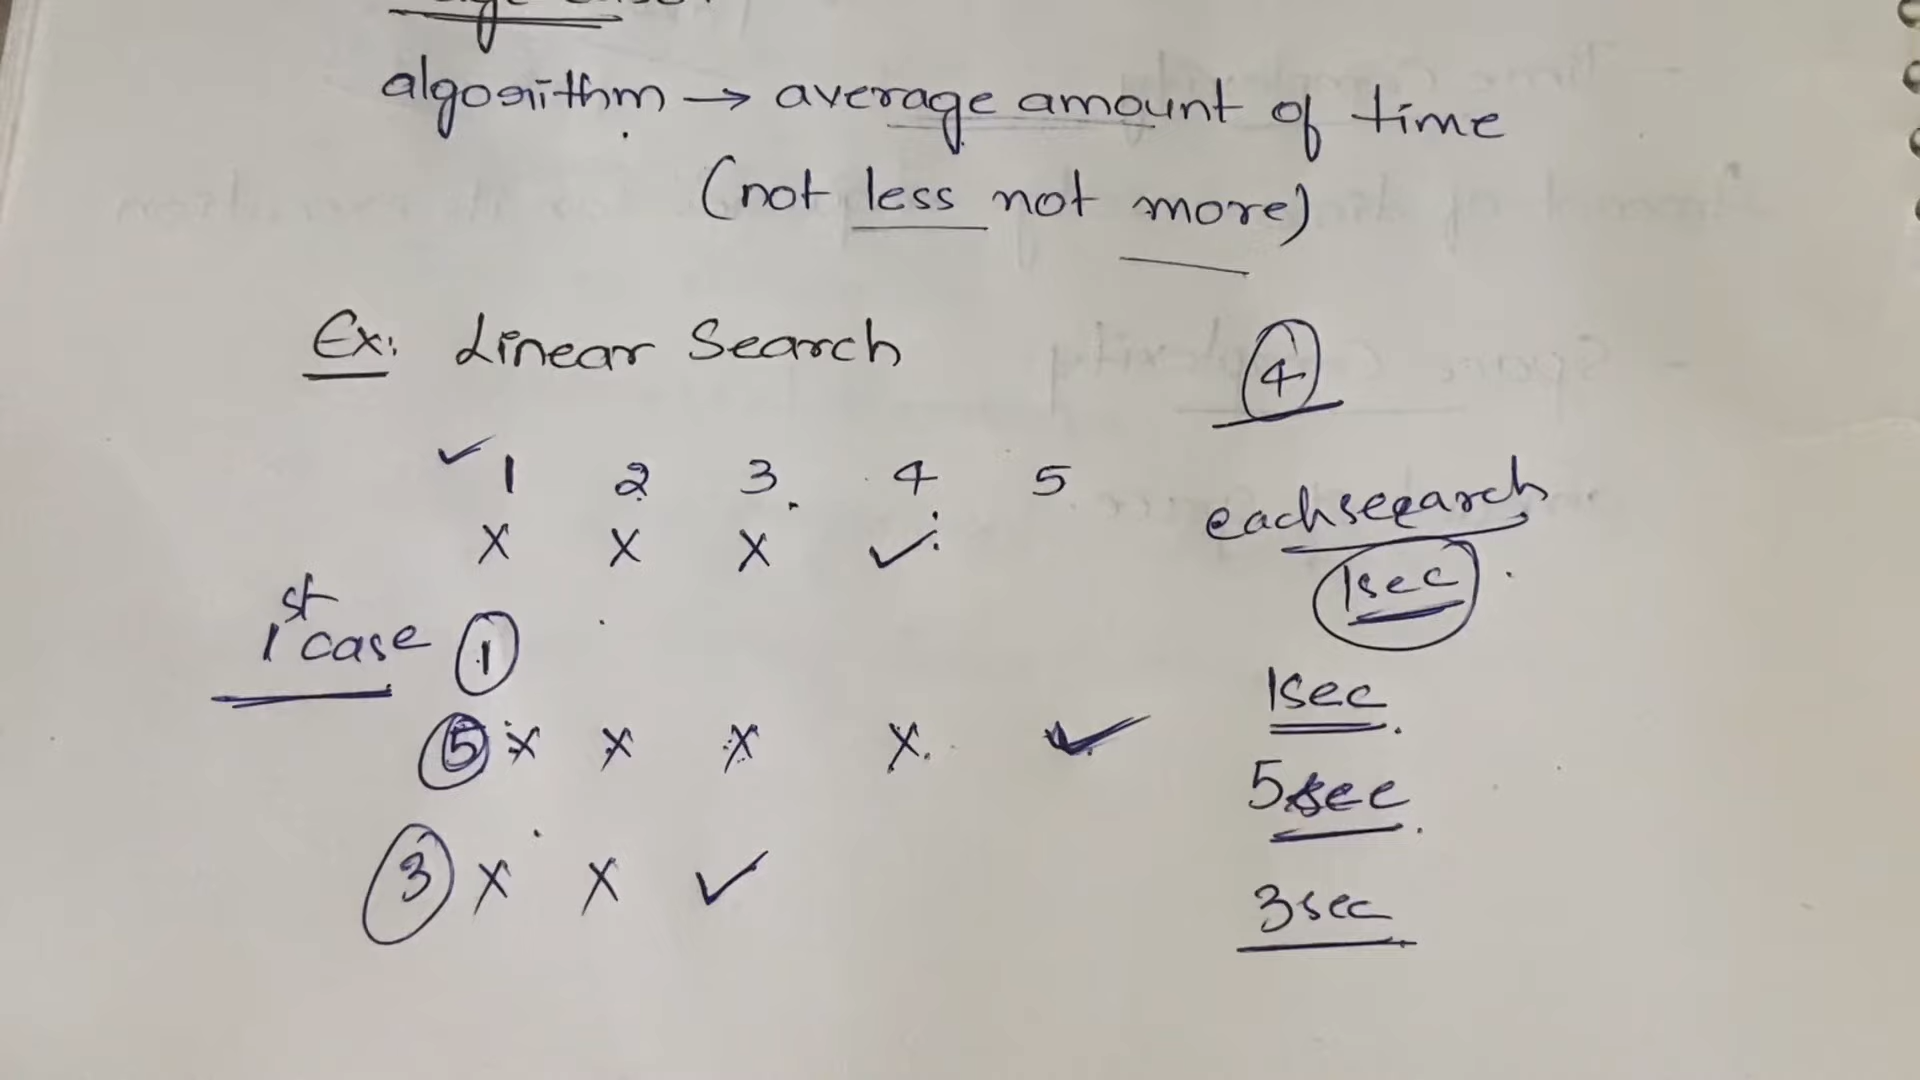 algorithm → average amount of time
(not less not more)
Ex: Linear Search
4
✓ 1 2 3 4 5
each seearch
X X X ✓
1sec
1st case 1
1sec
5 X X X X ✓
5sec
3 X X ✓
3sec